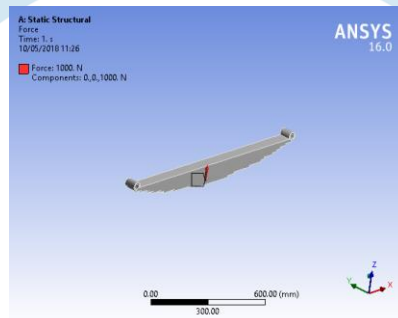 A: Static Structural
Force
Time: 1. s
10/05/2018 11:26
Force: 1000. N
Components: 0.,0.,1000. N
ANSYS
16.0
0.00
600.00 (mm)
300.00
Z
Y
X